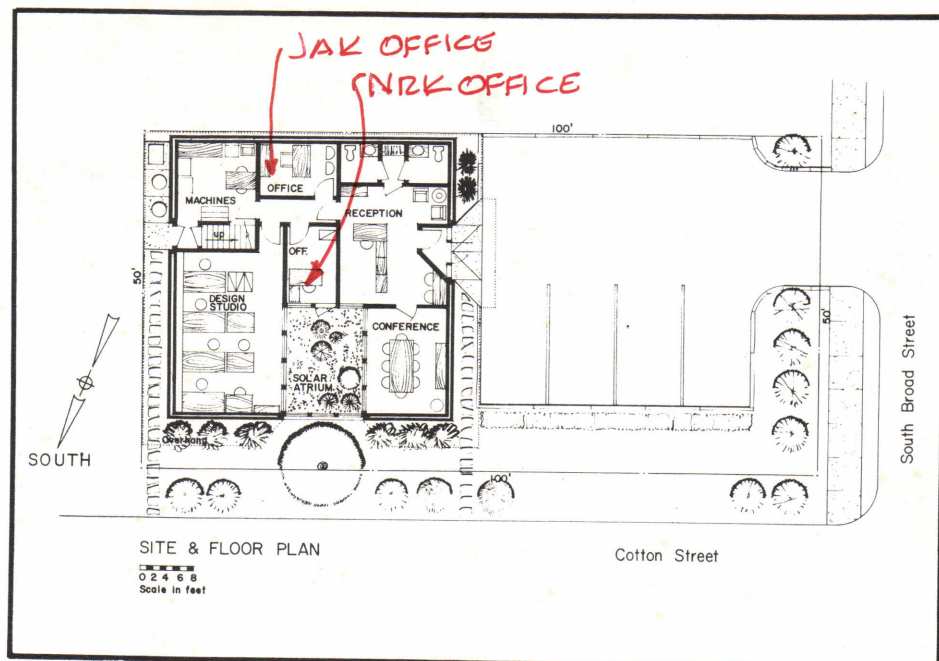 JAK OFFICE
NRK OFFICE
100'
MACHINES
OFFICE
RECEPTION
up
OFF.
50'
DESIGN
STUDIO
CONFERENCE
50'
SOLAR
ATRIUM
Overhang
SOUTH
100'
South Broad Street
SITE & FLOOR PLAN
Cotton Street
0 2 4 6 8
Scale in feet